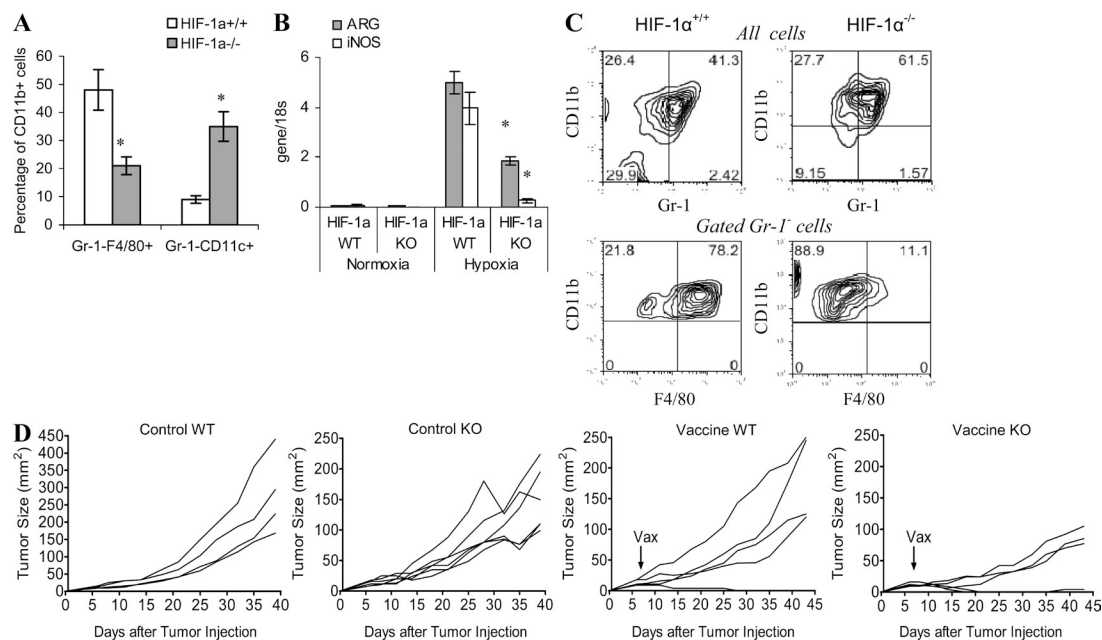 A
HIF-1a+/+
HIF-1a-/-
Percentage of CD11b+ cells
60
50
40
30
20
10
0
*
*
Gr-1-F4/80+ Gr-1-CD11c+
B
ARG
iNOS
gene/18s
6
4
2
0
*
*
HIF-1a HIF-1a HIF-1a HIF-1a
WT KO WT KO
Normoxia Hypoxia
C
HIF-1α+/+ HIF-1α-/-
All cells
26.4 41.3
29.9 2.42
CD11b
Gr-1
27.7 61.5
9.15 1.57
CD11b
Gr-1
Gated Gr-1- cells
21.8 78.2
0 0
CD11b
F4/80
88.9 11.1
0 0
CD11b
F4/80
D
Control WT
Tumor Size (mm2)
450
400
350
300
250
200
150
100
50
0
0 5 10 15 20 25 30 35 40
Days after Tumor Injection
Control KO
Tumor Size (mm2)
250
200
150
100
50
0
0 5 10 15 20 25 30 35 40
Days after Tumor Injection
Vaccine WT
Tumor Size (mm2)
250
200
150
100
50
0
Vax
0 5 10 15 20 25 30 35 40 45
Days after Tumor Injection
Vaccine KO
Tumor Size (mm2)
250
200
150
100
50
0
Vax
0 5 10 15 20 25 30 35 40 45
Days after Tumor Injection